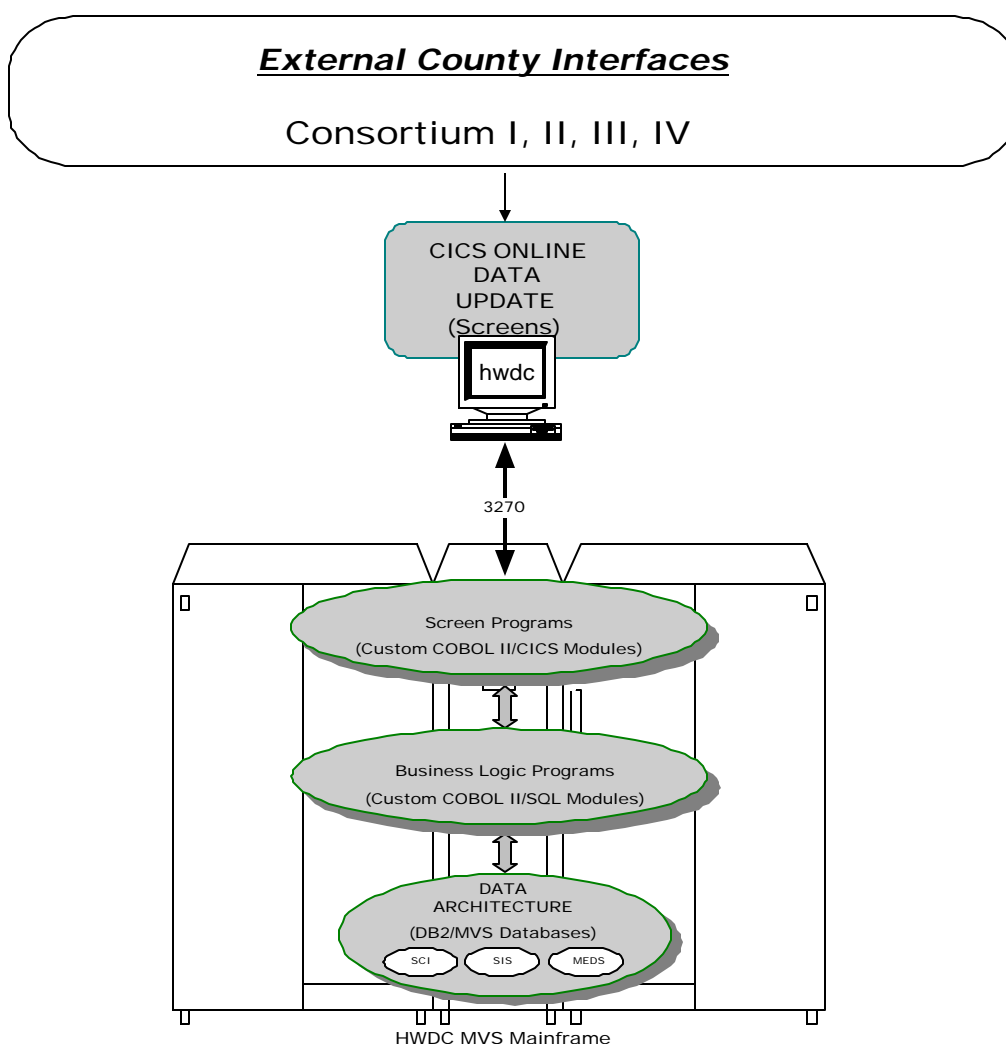 External County Interfaces
Consortium I, II, III, IV
CICS ONLINE
DATA
UPDATE
(Screens)
hwdc
3270
Screen Programs
(Custom COBOL II/CICS Modules)
Business Logic Programs
(Custom COBOL II/SQL Modules)
DATA
ARCHITECTURE
(DB2/MVS Databases)
SCI SIS MEDS
HWDC MVS Mainframe